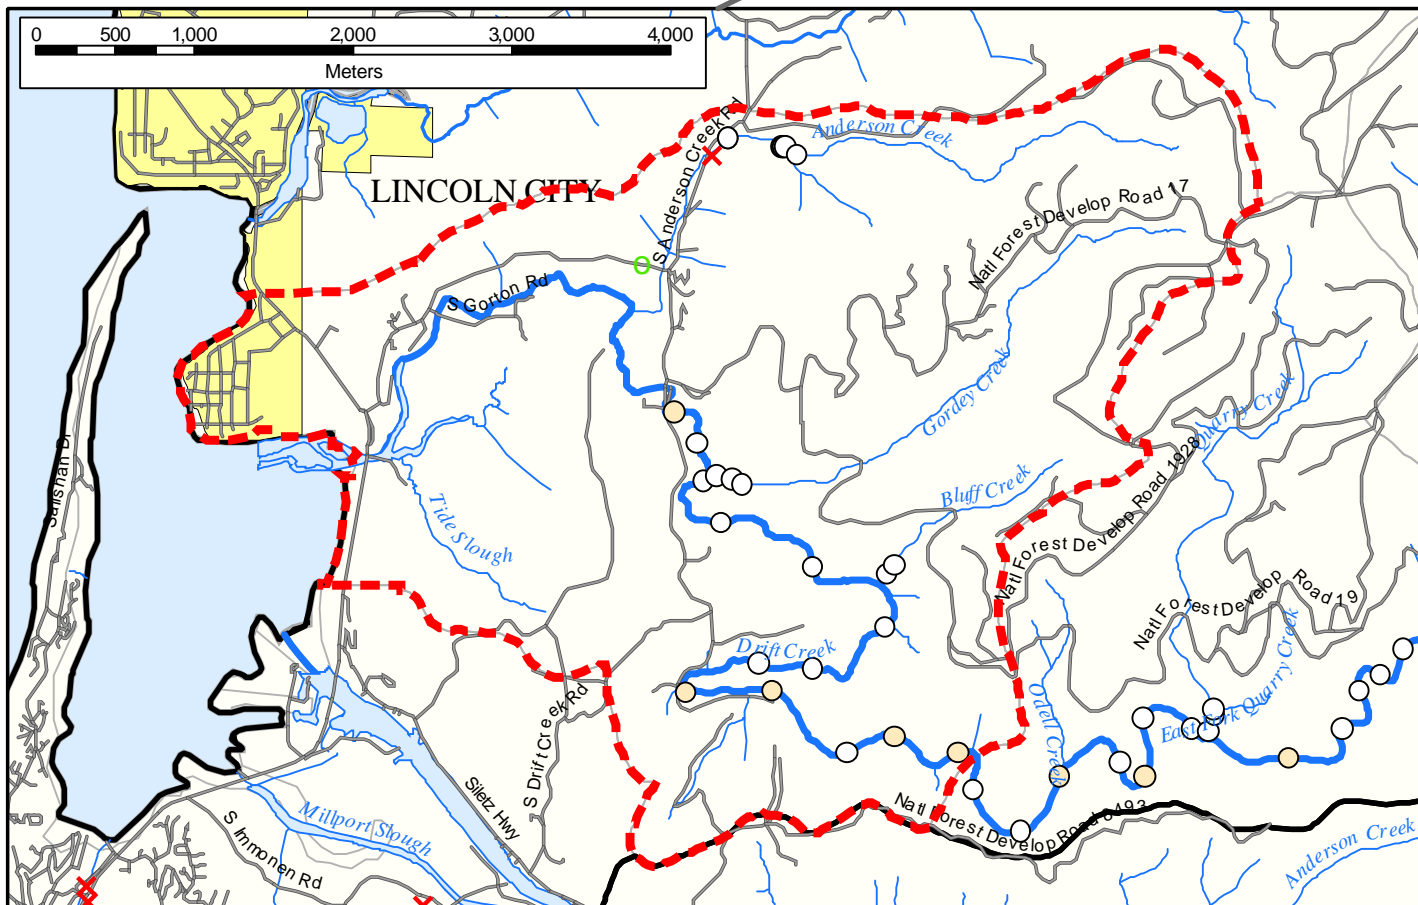 0 500 1,000 2,000 3,000 4,000
Meters
Anderson Creek
LINCOLN CITY
S Anderson Creek Rd
Natl Forest Develop Road 17
S Gorton Rd
Gordey Creek
Quarry Creek
Salishan Dr
Bluff Creek
Natl Forest Develop Road 1928
Tide Slough
Natl Forest Develop Road 19
Drift Creek
Odell Creek
East Fork Quarry Creek
S Drift Creek Rd
Siletz Hwy
Natl Forest Develop Road 8493
Millport Slough
S Immonen Rd
Anderson Creek